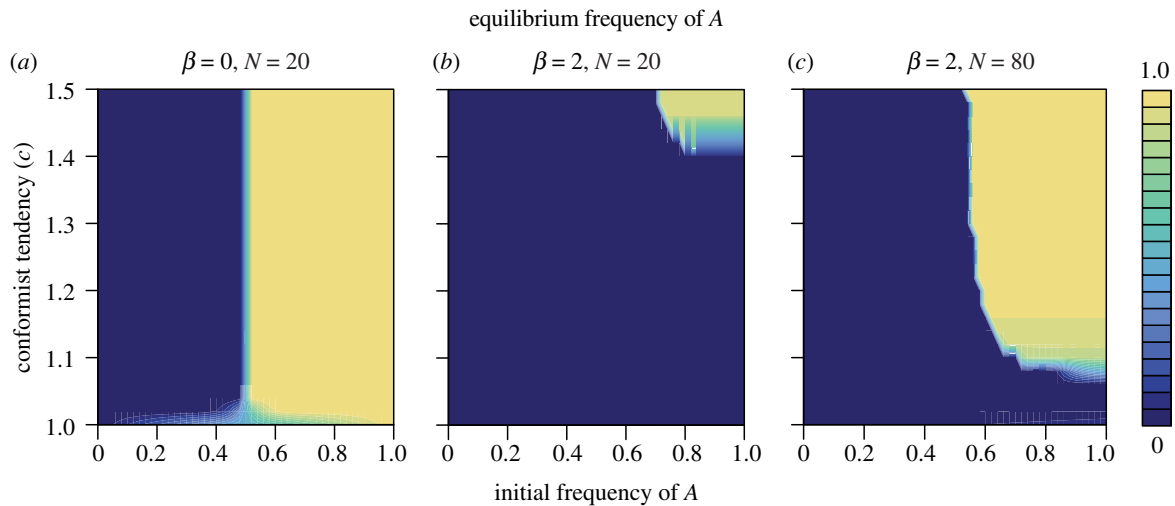 equilibrium frequency of A
(a) β = 0, N = 20 (b) β = 2, N = 20 (c) β = 2, N = 80
1.0
1.5
1.4
1.3
1.2
1.1
1.0
conformist tendency (c)
0
0 0.2 0.4 0.6 0.8 1.0 0 0.2 0.4 0.6 0.8 1.0 0 0.2 0.4 0.6 0.8 1.0
initial frequency of A